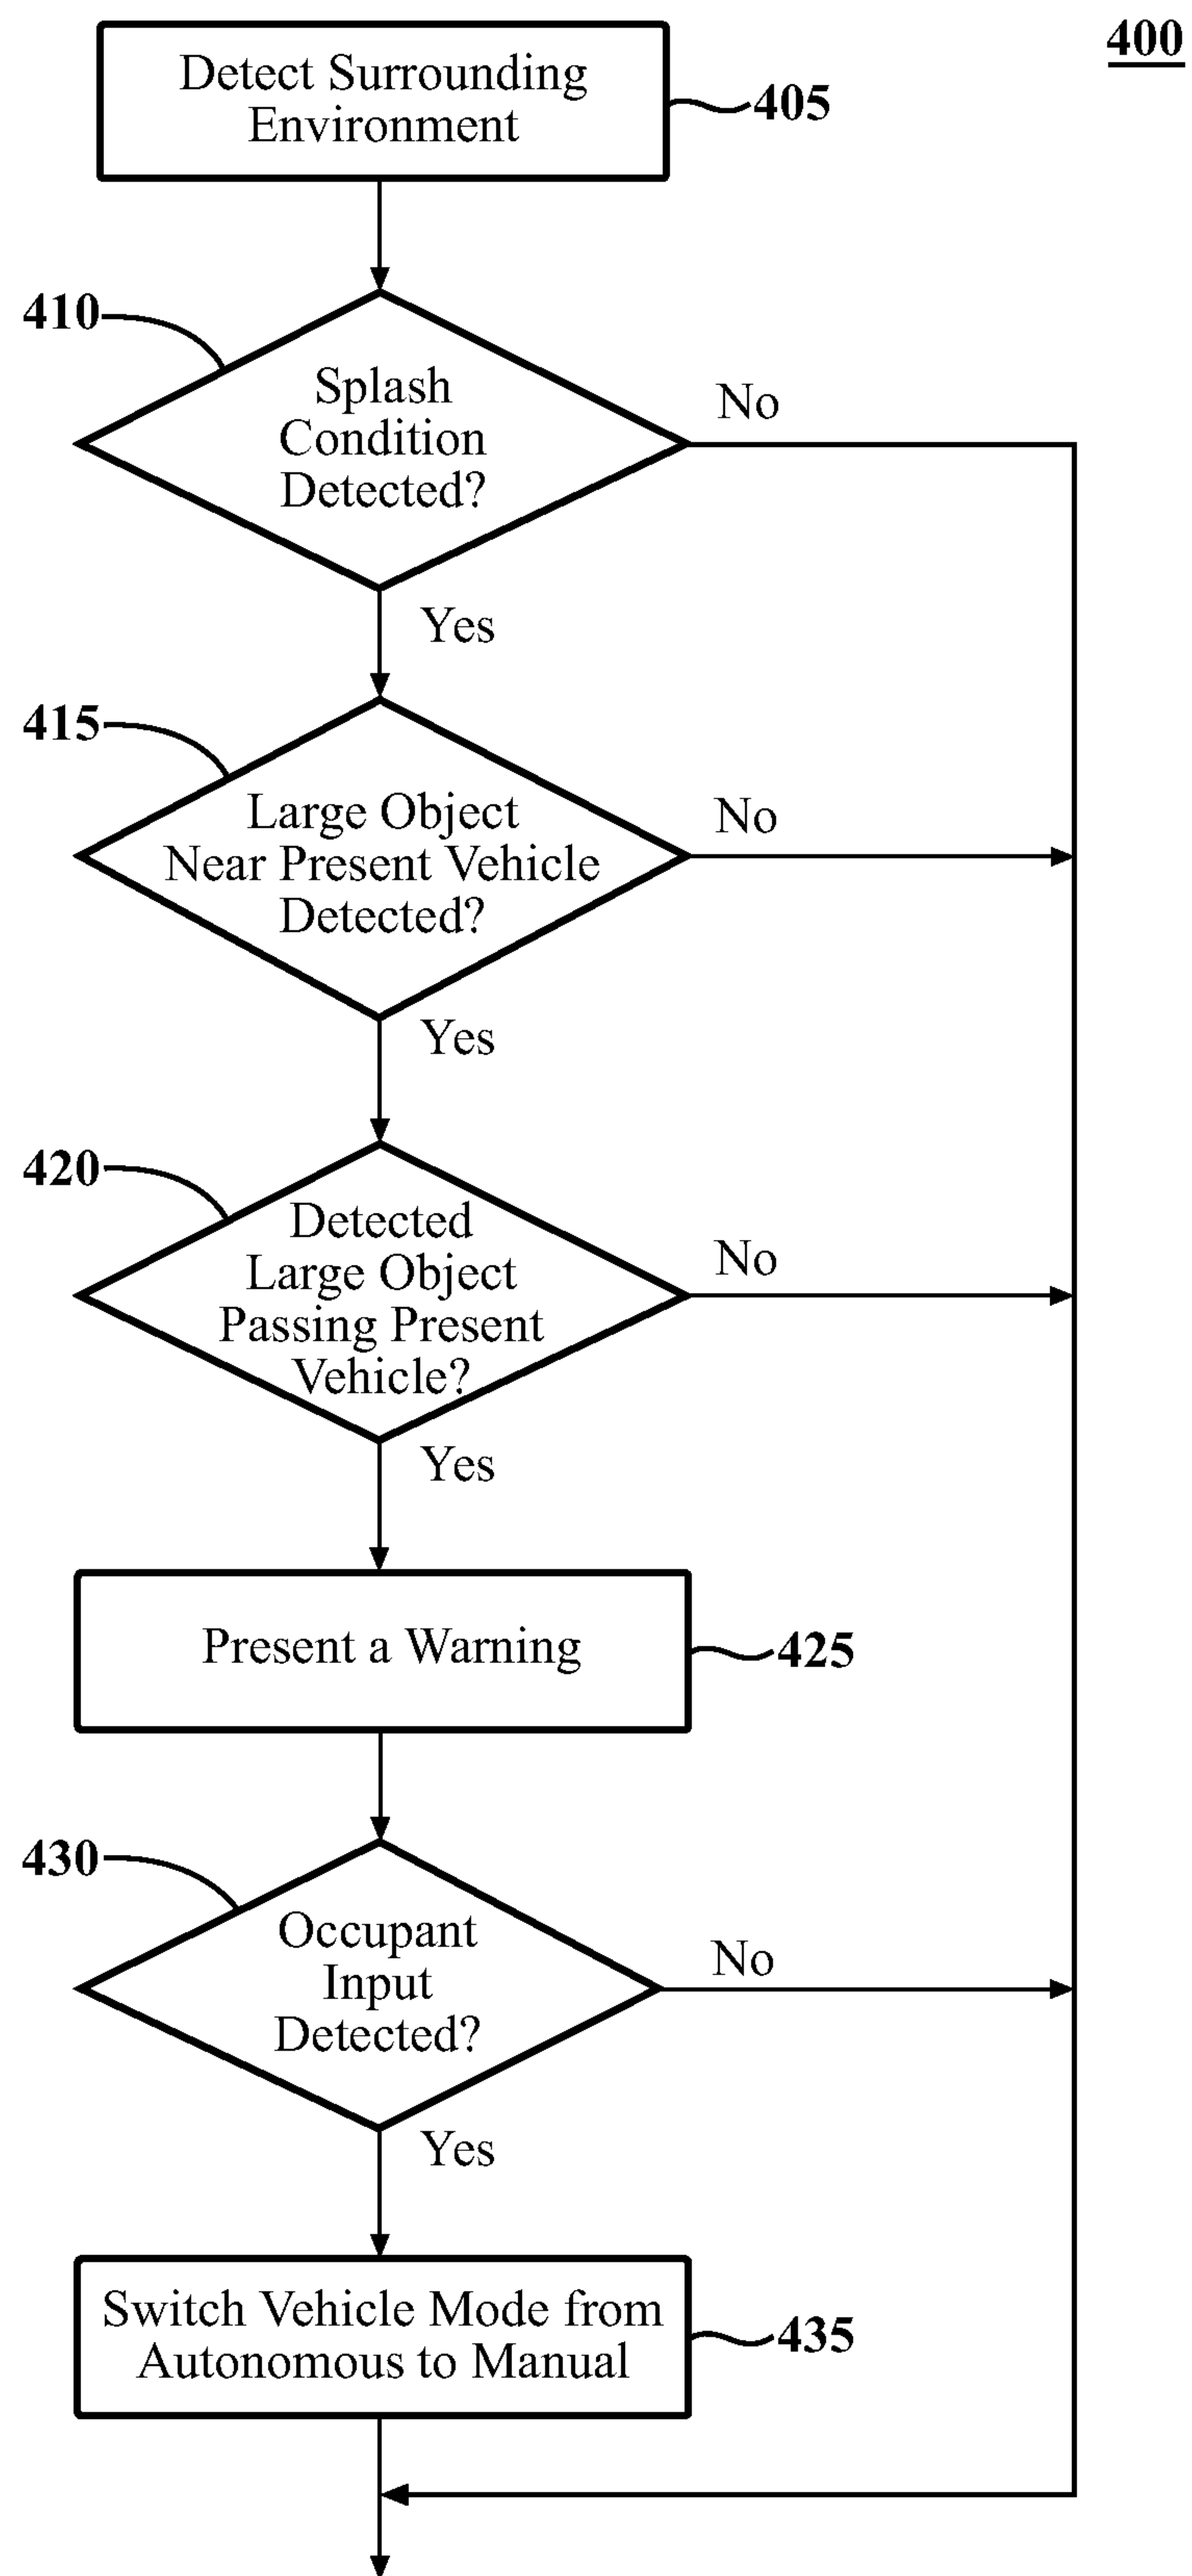 400
Detect Surrounding
Environment
405
410
Splash
Condition
Detected?
No
Yes
415
Large Object
Near Present Vehicle
Detected?
No
Yes
420
Detected
Large Object
Passing Present
Vehicle?
No
Yes
Present a Warning
425
430
Occupant
Input
Detected?
No
Yes
Switch Vehicle Mode from
Autonomous to Manual
435